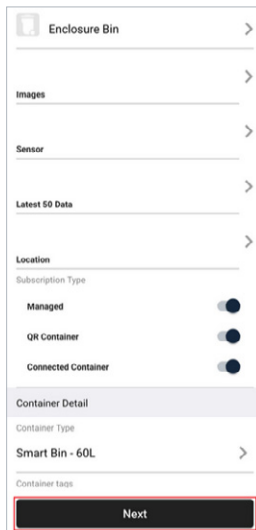 Enclosure Bin
Images
Sensor
Latest 50 Data
Location
Subscription Type
Managed
QR Container
Connected Container
Container Detail
Container Type
Smart Bin - 60L
Container tags
Next